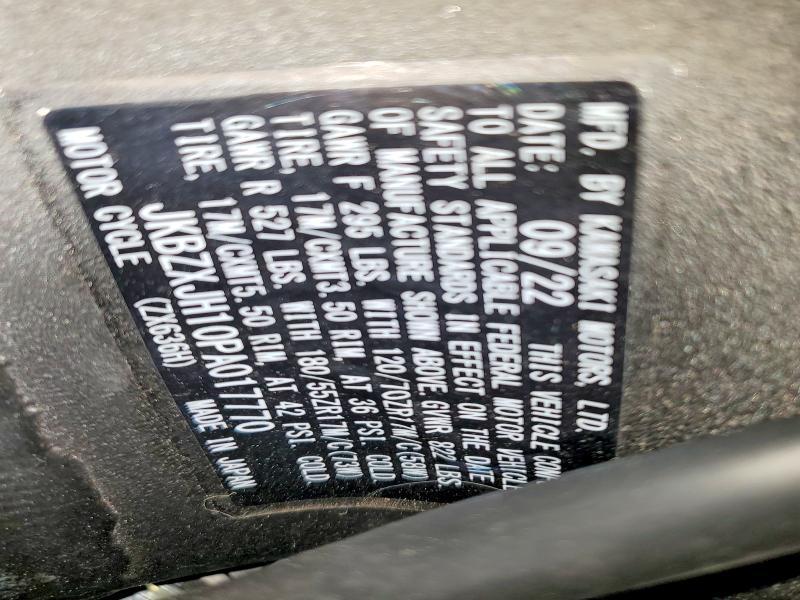 MFD. BY KAWASAKI MOTORS, LTD.
DATE: 09/22 THIS VEHICLE CON
TO ALL APPLICABLE FEDERAL MOTOR VEHICLE
SAFETY STANDARDS IN EFFECT ON THE DATE
OF MANUFACTURE SHOWN ABOVE. GVWR 822 LBS.
GAWR F 295 LBS. WITH 120/70ZR17M/C(58W)
TIRE, 17M/CXMT3.50 RIM, AT 36 PSI. COLD
GAWR R 527 LBS. WITH 180/55ZR17M/C(73W)
TIRE, 17M/CXMT5.50 RIM, AT 42 PSI. COLD
JKBZXJH10PA017770
MOTOR CYCLE (ZX636H) MADE IN JAPAN